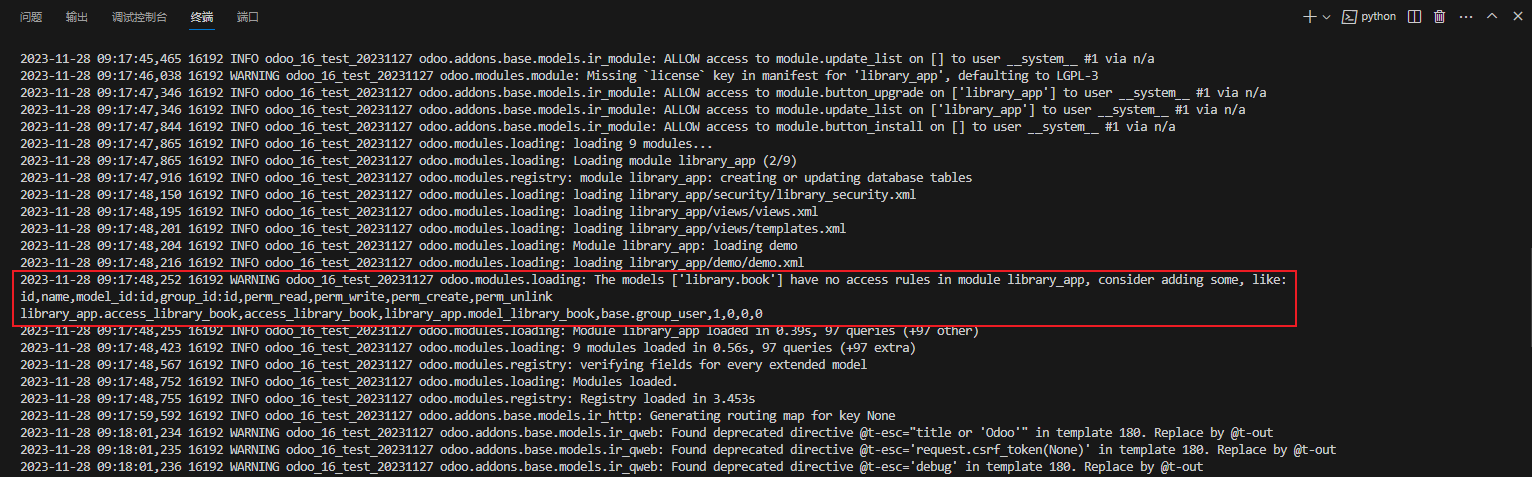 问题 输出 调试控制台 终端 端口 python
2023-11-28 09:17:45,465 16192 INFO odoo_16_test_20231127 odoo.addons.base.models.ir_module: ALLOW access to module.update_list on [] to user __system__ #1 via n/a
2023-11-28 09:17:46,038 16192 WARNING odoo_16_test_20231127 odoo.modules.module: Missing `license` key in manifest for 'library_app', defaulting to LGPL-3
2023-11-28 09:17:47,346 16192 INFO odoo_16_test_20231127 odoo.addons.base.models.ir_module: ALLOW access to module.button_upgrade on ['library_app'] to user __system__ #1 via n/a
2023-11-28 09:17:47,346 16192 INFO odoo_16_test_20231127 odoo.addons.base.models.ir_module: ALLOW access to module.update_list on ['library_app'] to user __system__ #1 via n/a
2023-11-28 09:17:47,844 16192 INFO odoo_16_test_20231127 odoo.addons.base.models.ir_module: ALLOW access to module.button_install on [] to user __system__ #1 via n/a
2023-11-28 09:17:47,865 16192 INFO odoo_16_test_20231127 odoo.modules.loading: loading 9 modules...
2023-11-28 09:17:47,865 16192 INFO odoo_16_test_20231127 odoo.modules.loading: Loading module library_app (2/9)
2023-11-28 09:17:47,916 16192 INFO odoo_16_test_20231127 odoo.modules.registry: module library_app: creating or updating database tables
2023-11-28 09:17:48,150 16192 INFO odoo_16_test_20231127 odoo.modules.loading: loading library_app/security/library_security.xml
2023-11-28 09:17:48,195 16192 INFO odoo_16_test_20231127 odoo.modules.loading: loading library_app/views/views.xml
2023-11-28 09:17:48,201 16192 INFO odoo_16_test_20231127 odoo.modules.loading: loading library_app/views/templates.xml
2023-11-28 09:17:48,204 16192 INFO odoo_16_test_20231127 odoo.modules.loading: Module library_app: loading demo
2023-11-28 09:17:48,216 16192 INFO odoo_16_test_20231127 odoo.modules.loading: loading library_app/demo/demo.xml
2023-11-28 09:17:48,252 16192 WARNING odoo_16_test_20231127 odoo.modules.loading: The models ['library.book'] have no access rules in module library_app, consider adding some, like:
id,name,model_id:id,group_id:id,perm_read,perm_write,perm_create,perm_unlink
library_app.access_library_book,access_library_book,library_app.model_library_book,base.group_user,1,0,0,0
2023-11-28 09:17:48,255 16192 INFO odoo_16_test_20231127 odoo.modules.loading: Module library_app loaded in 0.39s, 97 queries (+97 other)
2023-11-28 09:17:48,423 16192 INFO odoo_16_test_20231127 odoo.modules.loading: 9 modules loaded in 0.56s, 97 queries (+97 extra)
2023-11-28 09:17:48,567 16192 INFO odoo_16_test_20231127 odoo.modules.registry: verifying fields for every extended model
2023-11-28 09:17:48,752 16192 INFO odoo_16_test_20231127 odoo.modules.loading: Modules loaded.
2023-11-28 09:17:48,755 16192 INFO odoo_16_test_20231127 odoo.modules.registry: Registry loaded in 3.453s
2023-11-28 09:17:59,592 16192 INFO odoo_16_test_20231127 odoo.addons.base.models.ir_http: Generating routing map for key None
2023-11-28 09:18:01,234 16192 WARNING odoo_16_test_20231127 odoo.addons.base.models.ir_qweb: Found deprecated directive @t-esc="title or 'Odoo'" in template 180. Replace by @t-out
2023-11-28 09:18:01,235 16192 WARNING odoo_16_test_20231127 odoo.addons.base.models.ir_qweb: Found deprecated directive @t-esc='request.csrf_token(None)' in template 180. Replace by @t-out
2023-11-28 09:18:01,236 16192 WARNING odoo_16_test_20231127 odoo.addons.base.models.ir_qweb: Found deprecated directive @t-esc='debug' in template 180. Replace by @t-out